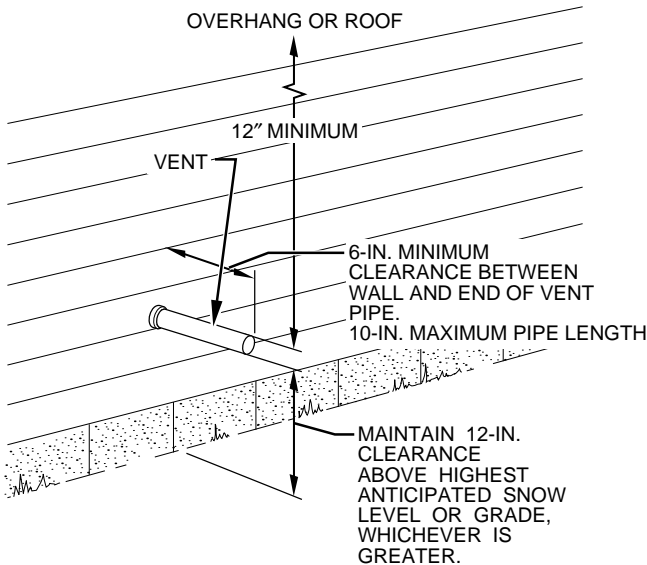 OVERHANG OR ROOF
12″ MINIMUM
VENT
6-IN. MINIMUM
CLEARANCE BETWEEN
WALL AND END OF VENT
PIPE.
10-IN. MAXIMUM PIPE LENGTH
MAINTAIN 12-IN.
CLEARANCE
ABOVE HIGHEST
ANTICIPATED SNOW
LEVEL OR GRADE,
WHICHEVER IS
GREATER.